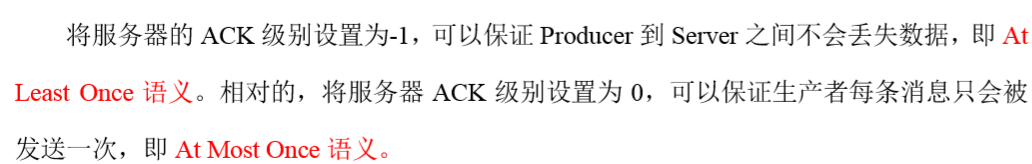 将服务器的 ACK 级别设置为-1，可以保证 Producer 到 Server 之间不会丢失数据，即 At
Least Once 语义。相对的，将服务器 ACK 级别设置为 0，可以保证生产者每条消息只会被
发送一次，即 At Most Once 语义。